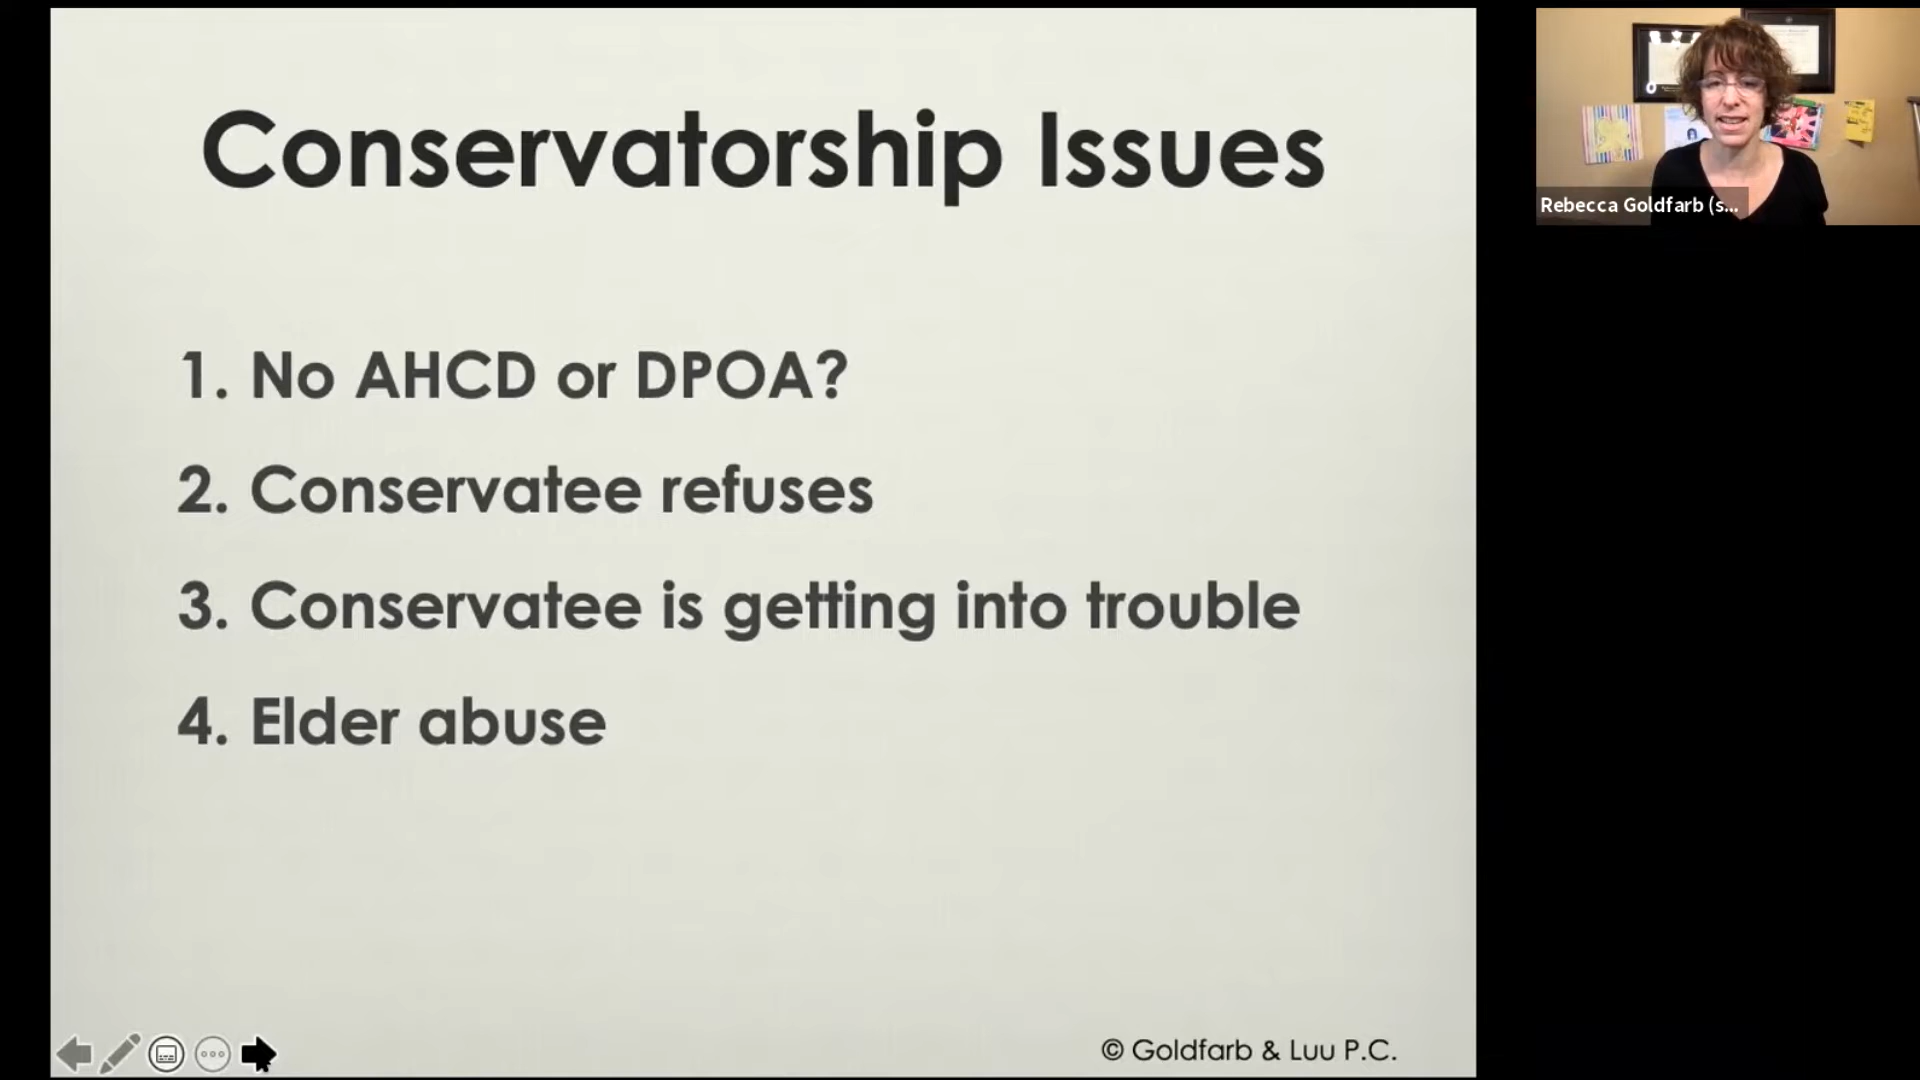 Conservatorship Issues
1. No AHCD or DPOA?
2. Conservatee refuses
3. Conservatee is getting into trouble
4. Elder abuse
© Goldfarb & Luu P.C.
Rebecca Goldfarb (s...